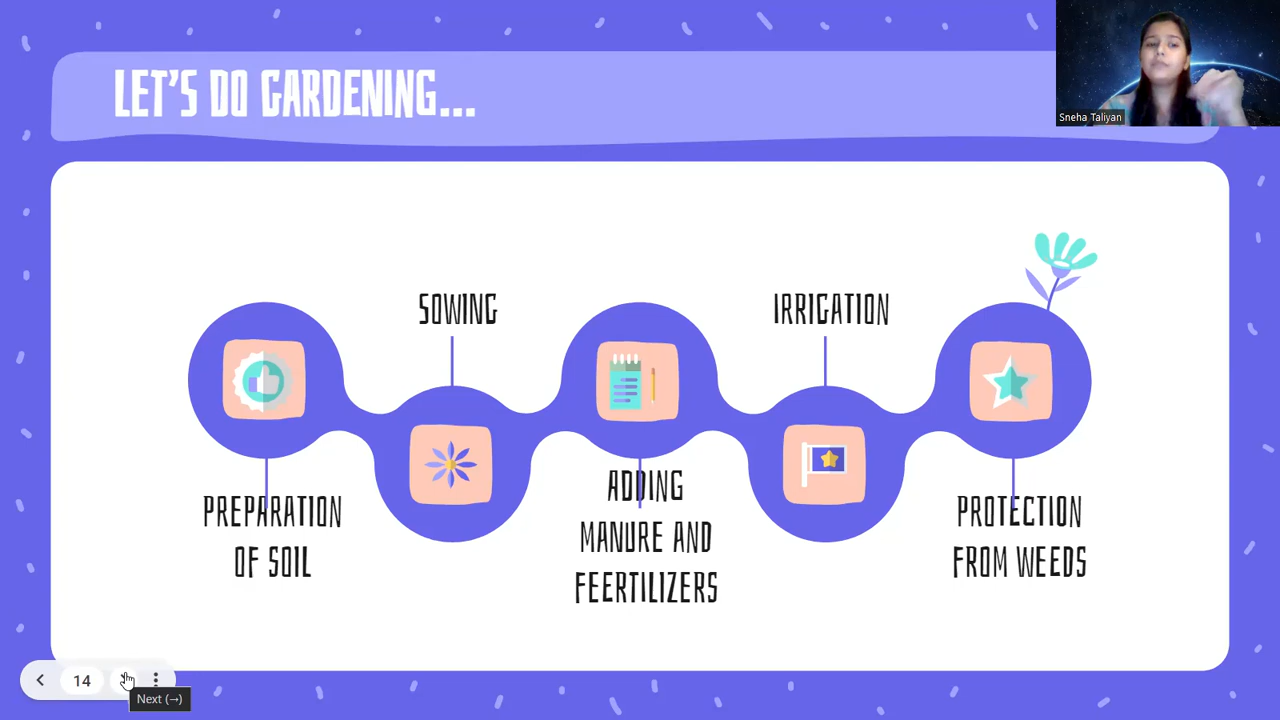 LET'S DO GARDENING...
Sneha Taliyan
SOWING
IRRIGATION
PREPARATION
OF SOIL
ADDING
MANURE AND
FEERTILIZERS
PROTECTION
FROM WEEDS
14
Next (→)